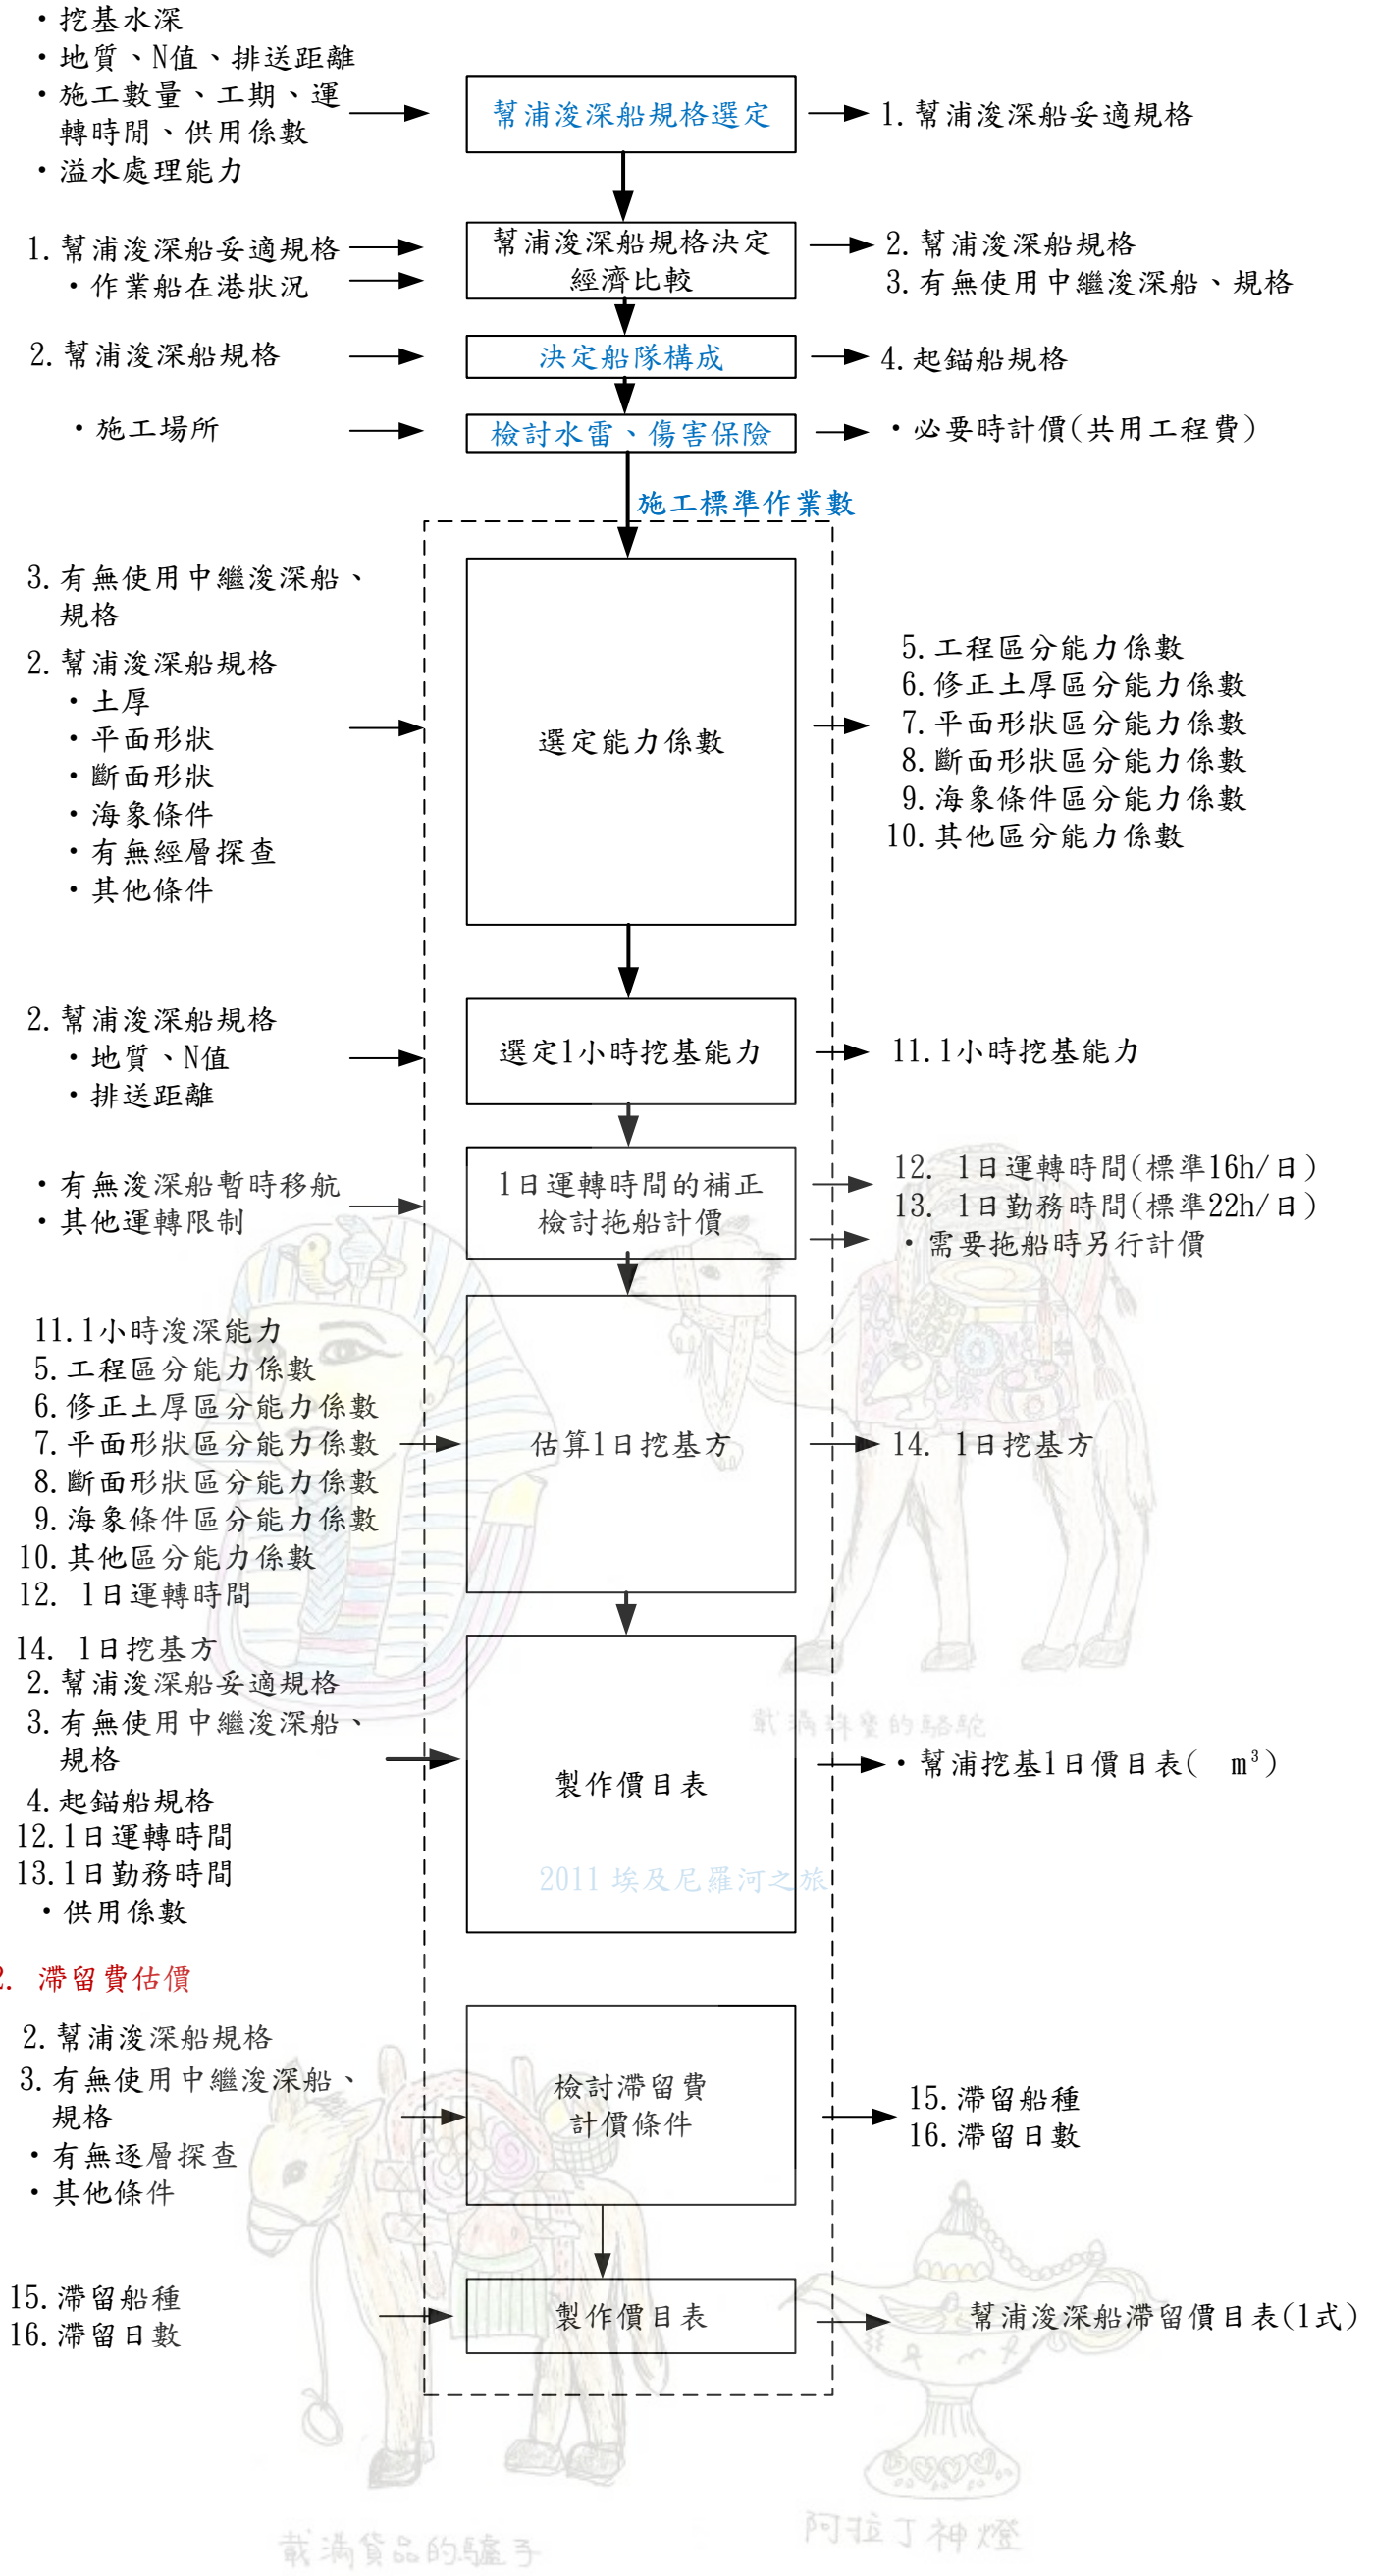 ・挖基水深
・地質、N值、排送距離
・施工數量、工期、運
轉時間、供用係數
・溢水處理能力
幫浦浚深船規格選定
1.幫浦浚深船妥適規格
1.幫浦浚深船妥適規格
・作業船在港狀況
幫浦浚深船規格決定
經濟比較
2.幫浦浚深船規格
3.有無使用中繼浚深船、規格
2.幫浦浚深船規格
決定船隊構成
4.起錨船規格
・施工場所
檢討水雷、傷害保險
・必要時計價(共用工程費)
施工標準作業數
3.有無使用中繼浚深船、
規格
2.幫浦浚深船規格
・土厚
・平面形狀
・斷面形狀
・海象條件
・有無經層探查
・其他條件
選定能力係數
5.工程區分能力係數
6.修正土厚區分能力係數
7.平面形狀區分能力係數
8.斷面形狀區分能力係數
9.海象條件區分能力係數
10.其他區分能力係數
2.幫浦浚深船規格
・地質、N值
・排送距離
選定1小時挖基能力
11.1小時挖基能力
・有無浚深船暫時移航
・其他運轉限制
1日運轉時間的補正
檢討拖船計價
12. 1日運轉時間(標準16h/日)
13. 1日勤務時間(標準22h/日)
・需要拖船時另行計價
11.1小時浚深能力
5.工程區分能力係數
6.修正土厚區分能力係數
7.平面形狀區分能力係數
8.斷面形狀區分能力係數
9.海象條件區分能力係數
10.其他區分能力係數
12. 1日運轉時間
估算1日挖基方
14. 1日挖基方
14. 1日挖基方
2.幫浦浚深船妥適規格
3.有無使用中繼浚深船、
規格
4.起錨船規格
12.1日運轉時間
13.1日勤務時間
・供用係數
製作價目表
・幫浦挖基1日價目表( m³)
載滿珠寶的駱駝
2011 埃及尼羅河之旅
2. 滯留費估價
2.幫浦浚深船規格
3.有無使用中繼浚深船、
規格
・有無逐層探查
・其他條件
檢討滯留費
計價條件
15.滯留船種
16.滯留日數
15.滯留船種
16.滯留日數
製作價目表
幫浦浚深船滯留價目表(1式)
載滿貨品的驢子
阿拉丁神燈